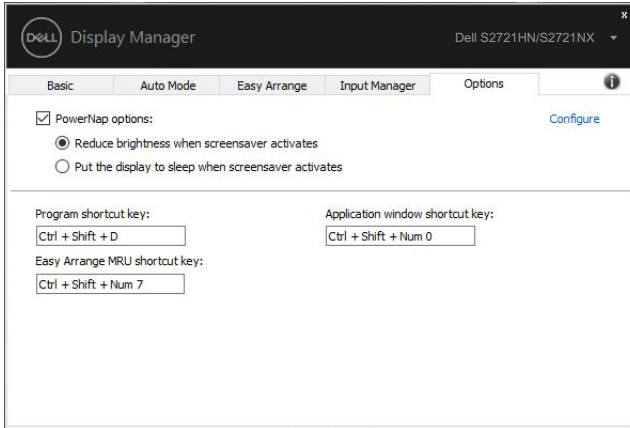 x
DELL Display Manager
Dell S2721HN/S2721NX
Basic Auto Mode Easy Arrange Input Manager Options
PowerNap options:
Configure
Reduce brightness when screensaver activates
Put the display to sleep when screensaver activates
Program shortcut key:
Application window shortcut key:
Ctrl + Shift + D
Ctrl + Shift + Num 0
Easy Arrange MRU shortcut key:
Ctrl + Shift + Num 7